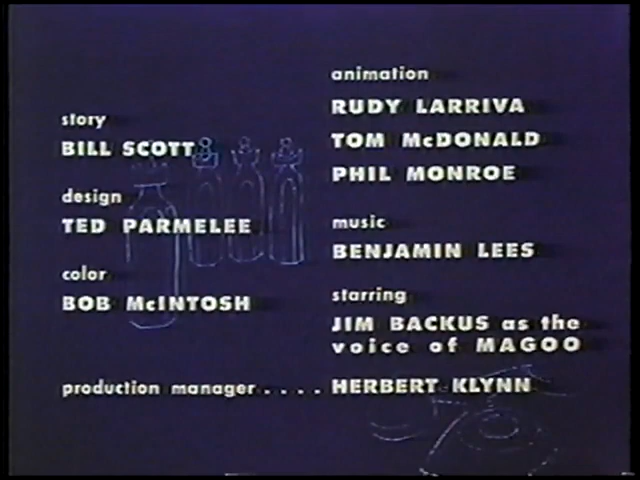 story
BILL SCOTT
design
TED PARMELEE
color
BOB McINTOSH
animation
RUDY LARRIVA
TOM McDONALD
PHIL MONROE
music
BENJAMIN LEES
starring
JIM BACKUS as the
voice of MAGOO
production manager.... HERBERT KLYNN